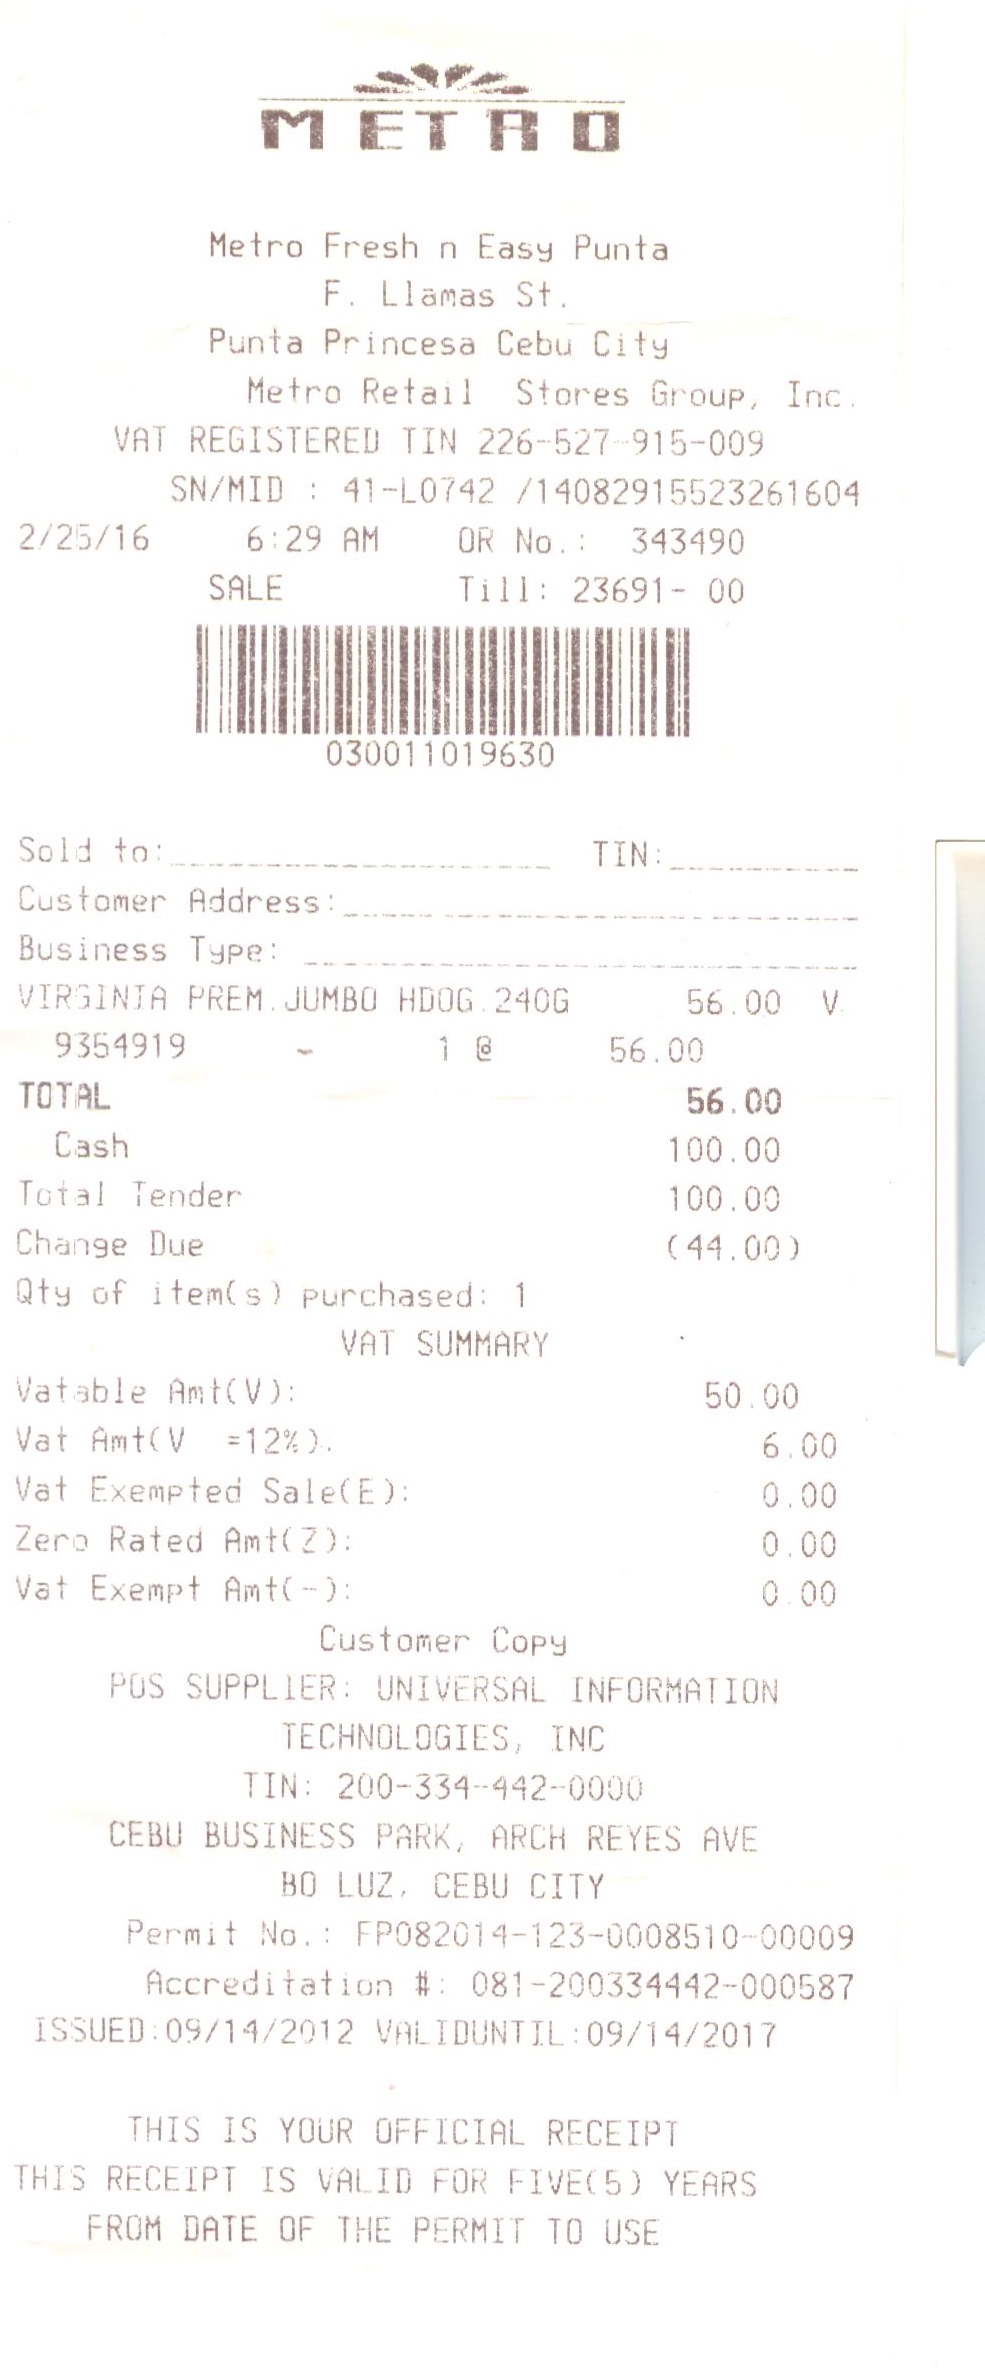 METRO
Metro Fresh n Easy Punta
F. Llamas St.
Punta Princesa Cebu City
Metro Retail Stores Group, Inc.
VAT REGISTERED TIN 226-527-915-009
SN/MID : 41-L0742 /14082915523261604
2/25/16 6:29 AM OR No.: 343490
SALE Till: 23691- 00
030011019630
Sold to:____________________ TIN:__________
Customer Address:___________________________
Business Type: _____________________________
VIRGINIA PREM.JUMBO HDOG 240G 56.00 V
9354919 - 1 @ 56.00
TOTAL 56.00
Cash 100.00
Total Tender 100.00
Change Due (44.00)
Qty of item(s) purchased: 1
VAT SUMMARY
Vatable Amt(V): 50.00
Vat Amt(V =12%). 6.00
Vat Exempted Sale(E): 0.00
Zero Rated Amt(Z): 0.00
Vat Exempt Amt(-): 0.00
Customer Copy
POS SUPPLIER: UNIVERSAL INFORMATION
TECHNOLOGIES, INC
TIN: 200-334-442-0000
CEBU BUSINESS PARK, ARCH REYES AVE
BO LUZ, CEBU CITY
Permit No.: FP082014-123-0008510-00009
Accreditation #: 081-200334442-000587
ISSUED:09/14/2012 VALIDUNTIL:09/14/2017
THIS IS YOUR OFFICIAL RECEIPT
THIS RECEIPT IS VALID FOR FIVE(5) YEARS
FROM DATE OF THE PERMIT TO USE